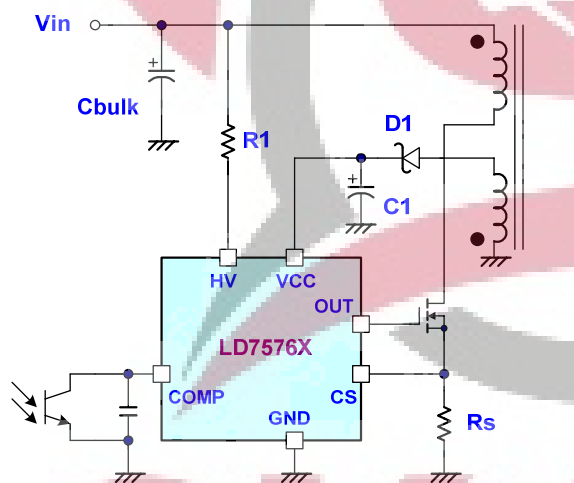 Vin
+
Cbulk
R1
D1
+
C1
HV
VCC
OUT
LD7576X
COMP
CS
GND
Rs